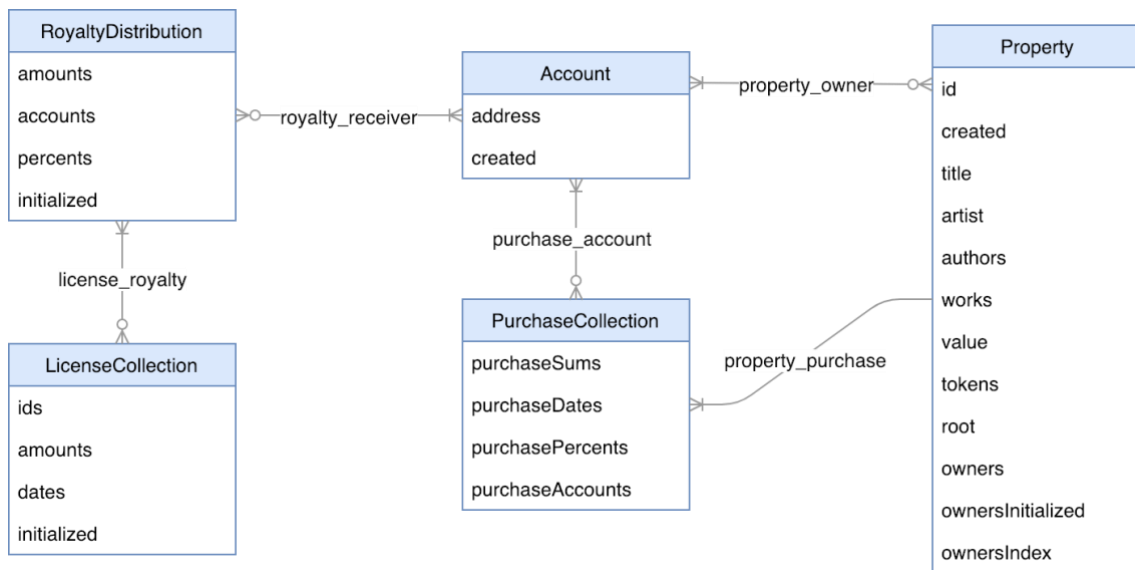 RoyaltyDistribution
amounts
accounts
percents
initialized
royalty_receiver
license_royalty
LicenseCollection
ids
amounts
dates
initialized
Account
address
created
purchase_account
PurchaseCollection
purchaseSums
purchaseDates
purchasePercents
purchaseAccounts
property_owner
property_purchase
Property
id
created
title
artist
authors
works
value
tokens
root
owners
ownersInitialized
ownersIndex